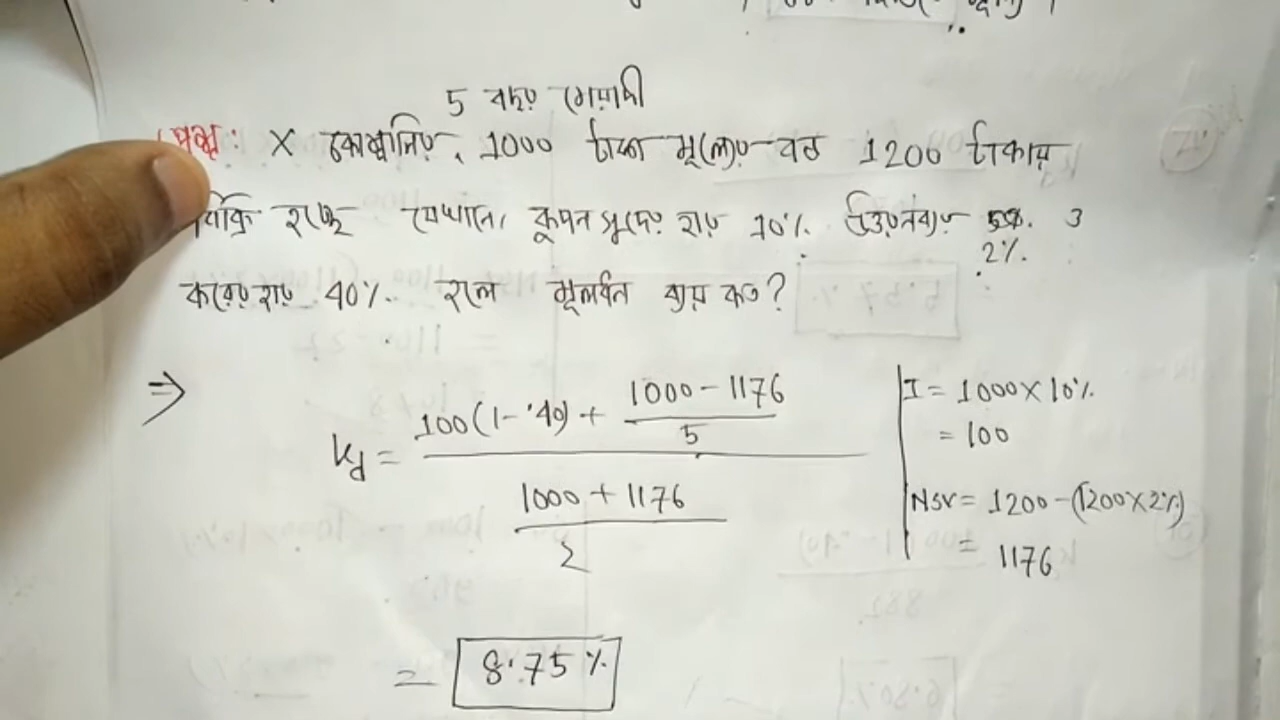 5 বছর মেয়াদী
প্রশ্ন: X কোম্পানির 1000 টাকা মূল্যের বন্ড 1200 টাকায়
বিক্রি হচ্ছে যেখানে, কুপন সুদের হার 10%. উত্তরনব্যয় 2%. ও
করের হার 40%. হলে মূলধন ব্যয় কত?
⇒ Kd = (100(1-.40) + (1000-1176)/5) / ((1000+1176)/2)
I = 1000 × 10%.
= 100
NSV = 1200 - (1200×2%)
= 1176
= 8.75%